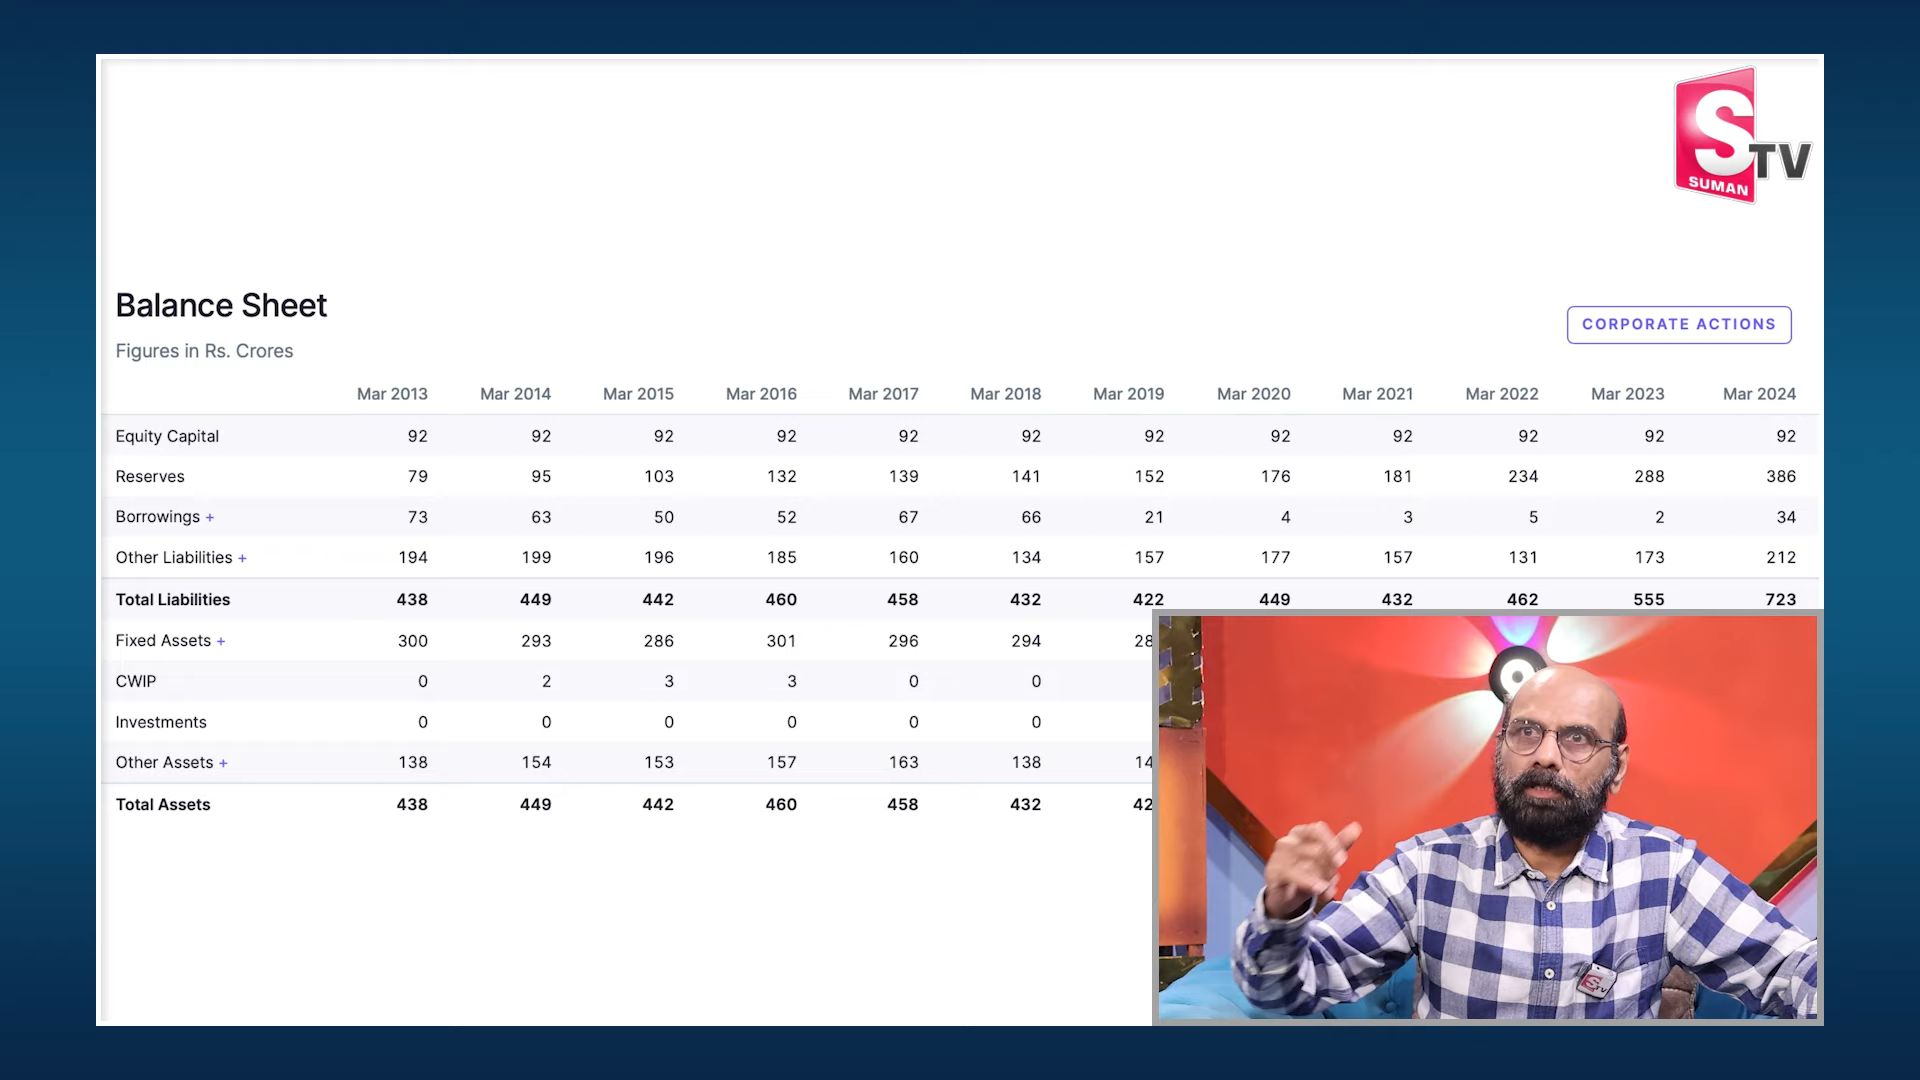 S TV
SUMAN
Balance Sheet
CORPORATE ACTIONS
Figures in Rs. Crores
Mar 2013 Mar 2014 Mar 2015 Mar 2016 Mar 2017 Mar 2018 Mar 2019 Mar 2020 Mar 2021 Mar 2022 Mar 2023 Mar 2024
Equity Capital 92 92 92 92 92 92 92 92 92 92 92 92
Reserves 79 95 103 132 139 141 152 176 181 234 288 386
Borrowings + 73 63 50 52 67 66 21 4 3 5 2 34
Other Liabilities + 194 199 196 185 160 134 157 177 157 131 173 212
Total Liabilities 438 449 442 460 458 432 422 449 432 462 555 723
Fixed Assets + 300 293 286 301 296 294 28
CWIP 0 2 3 3 0 0
Investments 0 0 0 0 0 0
Other Assets + 138 154 153 157 163 138 14
Total Assets 438 449 442 460 458 432 42
STV